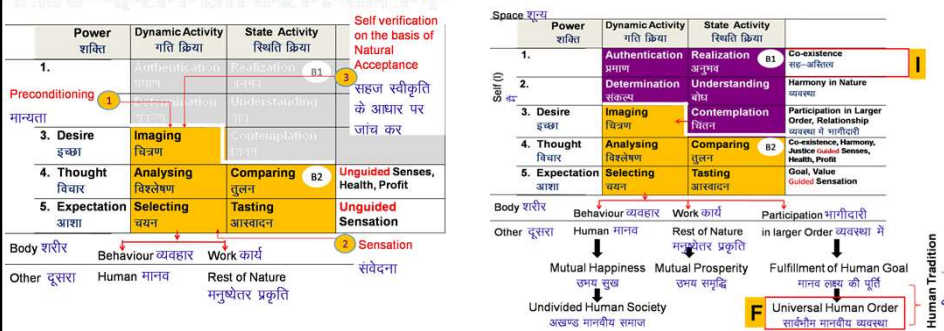 Self verification
on the basis of
Natural
Acceptance
3
सहज स्वीकृति
के आधार पर
जांच कर
Power
शक्ति
Dynamic Activity
गति क्रिया
State Activity
स्थिति क्रिया
1.
Authentication
प्रमाण
Realization
B1
Preconditioning
1
मान्यता
Determination
Understanding
3. Desire
इच्छा
Imaging
चित्रण
Contemplation
4. Thought
विचार
Analysing
विश्लेषण
Comparing
तुलन
B2
Unguided Senses,
Health, Profit
5. Expectation
आशा
Selecting
चयन
Tasting
आस्वादन
Unguided
Sensation
Body शरीर
Behaviour व्यवहार Work कार्य
2 Sensation
संवेदना
Other दूसरा
Human मानव
Rest of Nature
मनुष्येतर प्रकृति
Space शून्य
Power
शक्ति
Dynamic Activity
गति क्रिया
State Activity
स्थिति क्रिया
Self (I)
मैं
1.
Authentication
प्रमाण
Realization
अनुभव
B1
Co-existence
सह-अस्तित्व
I
Determination
संकल्प
Understanding
बोध
Harmony in Nature
व्यवस्था
3. Desire
इच्छा
Imaging
चित्रण
Contemplation
चिंतन
Participation in Larger
Order, Relationship
व्यवस्था में भागीदारी
4. Thought
विचार
Analysing
विश्लेषण
Comparing
तुलन
B2
Co-existence, Harmony,
Justice Guided Senses,
Health, Profit
5. Expectation
आशा
Selecting
चयन
Tasting
आस्वादन
Goal, Value
Guided Sensation
Body शरीर
Behaviour व्यवहार Work कार्य Participation भागीदारी
Other दूसरा
Human मानव
Rest of Nature
मनुष्येतर प्रकृति
in larger Order व्यवस्था में
Mutual Happiness
उभय सुख
Mutual Prosperity
उभय समृद्धि
Fulfillment of Human Goal
मानव लक्ष्य की पूर्ति
Undivided Human Society
अखण्ड मानवीय समाज
F
Universal Human Order
सार्वभौम मानवीय व्यवस्था
Human Tradition